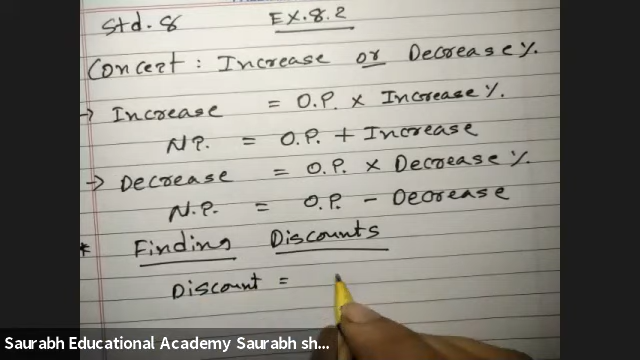 Std. 8 EX. 8.2
Concert : Increase or Decrease %.
→ Increase = O.P. × Increase %.
N.P. = O.P. + Increase
→ Decrease = O.P. × Decrease %.
N.P. = O.P. - Decrease
* Finding Discounts
Discount =
Saurabh Educational Academy Saurabh sh...